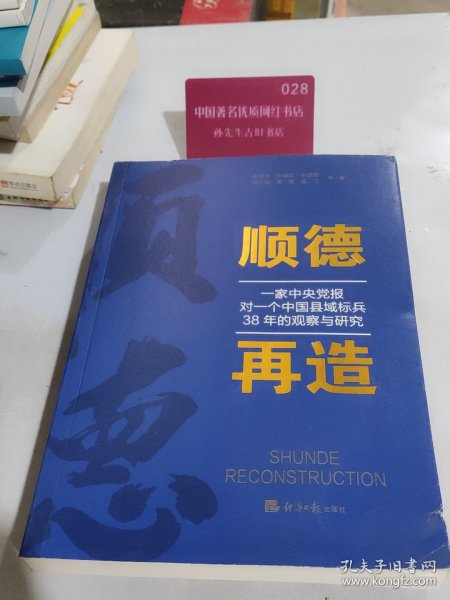 028
中国著名优质网红书店
孙先生古旧书店
顺德
一家中央党报
对一个中国县域标兵
38 年的观察与研究
再造
SHUNDE
RECONSTRUCTION
经济日报出版社
顺德
孔夫子旧书网
www.kongfz.com